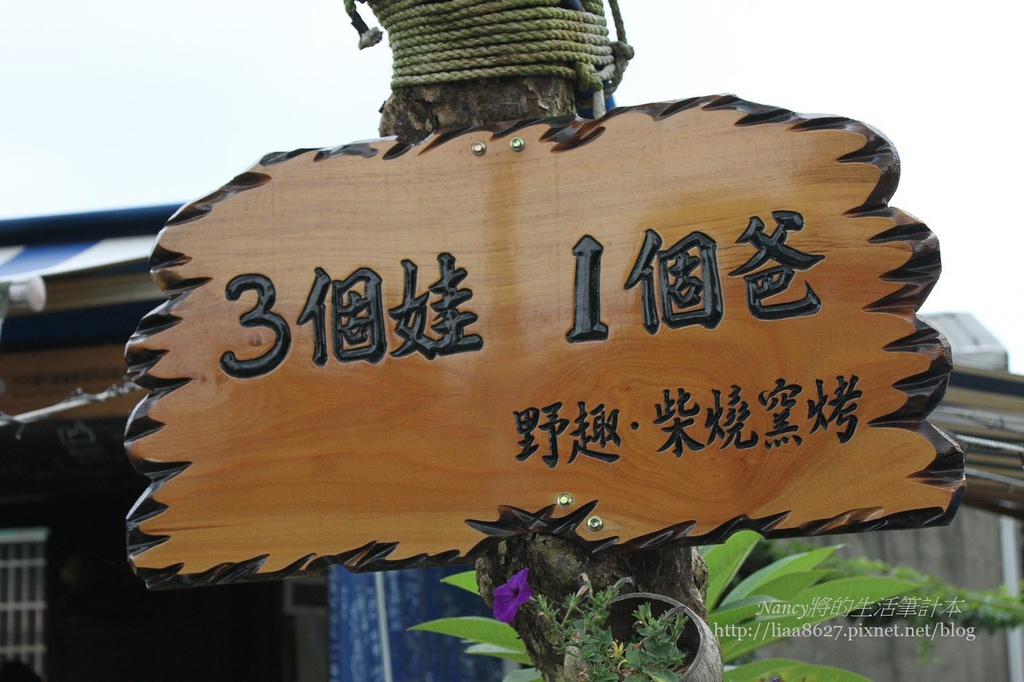 3個娃 1個爸
野趣·柴燒窯烤
Nancy將的生活筆計本
http://liaa8627.pixnet.net/blog